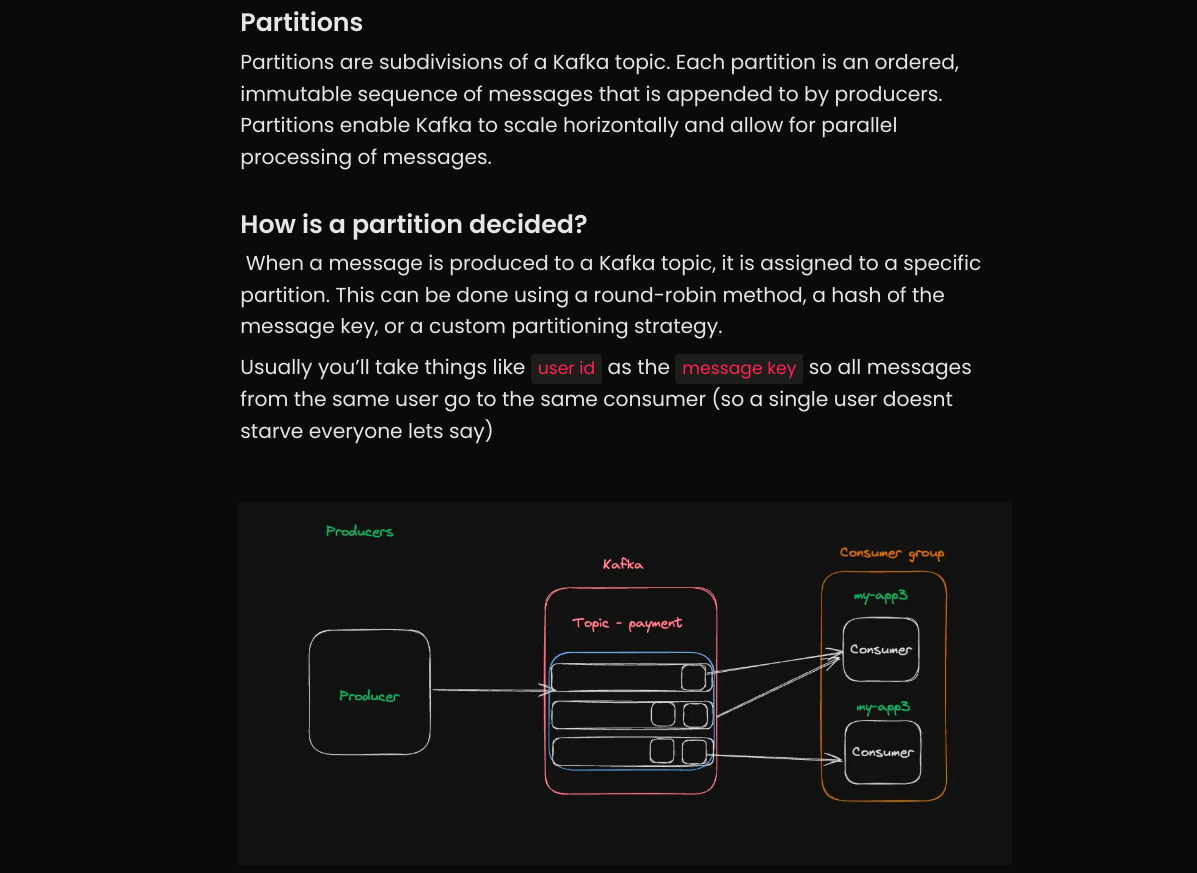 Partitions
Partitions are subdivisions of a Kafka topic. Each partition is an ordered,
immutable sequence of messages that is appended to by producers.
Partitions enable Kafka to scale horizontally and allow for parallel
processing of messages.
How is a partition decided?
When a message is produced to a Kafka topic, it is assigned to a specific
partition. This can be done using a round-robin method, a hash of the
message key, or a custom partitioning strategy.
Usually you’ll take things like user id as the message key so all messages
from the same user go to the same consumer (so a single user doesnt
starve everyone lets say)
Producers
Producer
Kafka
Topic - payment
Consumer group
my-app3
Consumer
my-app3
Consumer